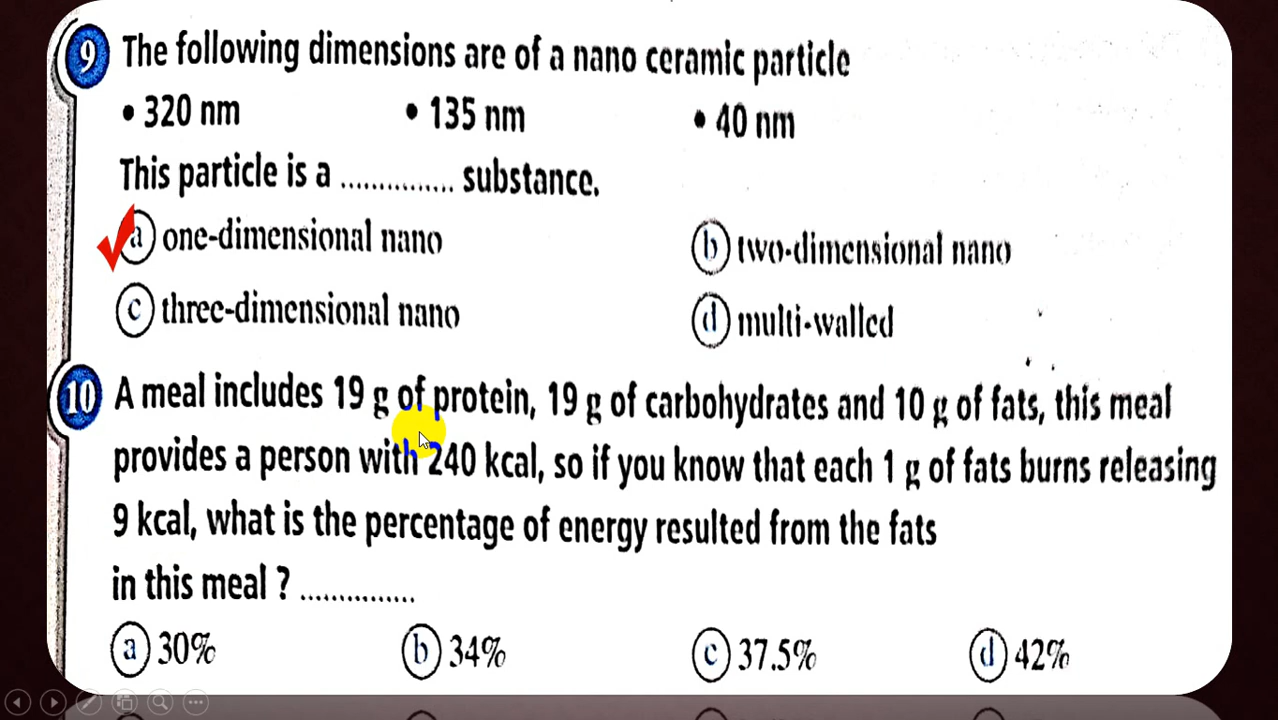 9 The following dimensions are of a nano ceramic particle
• 320 nm • 135 nm • 40 nm
This particle is a ............... substance.
a one-dimensional nano b two-dimensional nano
c three-dimensional nano d multi-walled
10 A meal includes 19 g of protein, 19 g of carbohydrates and 10 g of fats, this meal
provides a person with 240 kcal, so if you know that each 1 g of fats burns releasing
9 kcal, what is the percentage of energy resulted from the fats
in this meal ? ...............
a 30% b 34% c 37.5% d 42%